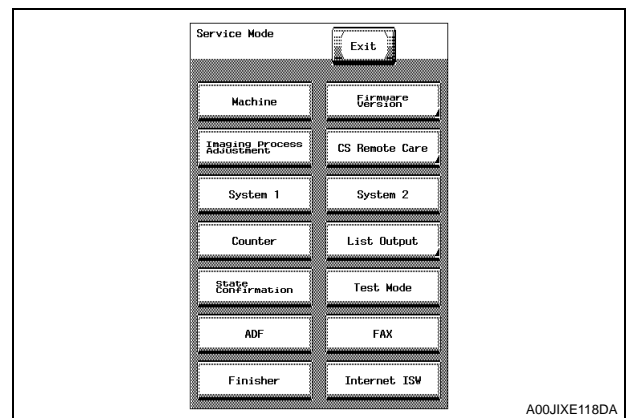 Service Mode
Exit
Machine
Firmware
Version
Imaging Process
Adjustment
CS Remote Care
System 1
System 2
Counter
List Output
State
Confirmation
Test Mode
ADF
FAX
Finisher
Internet ISW
A00JIXE118DA